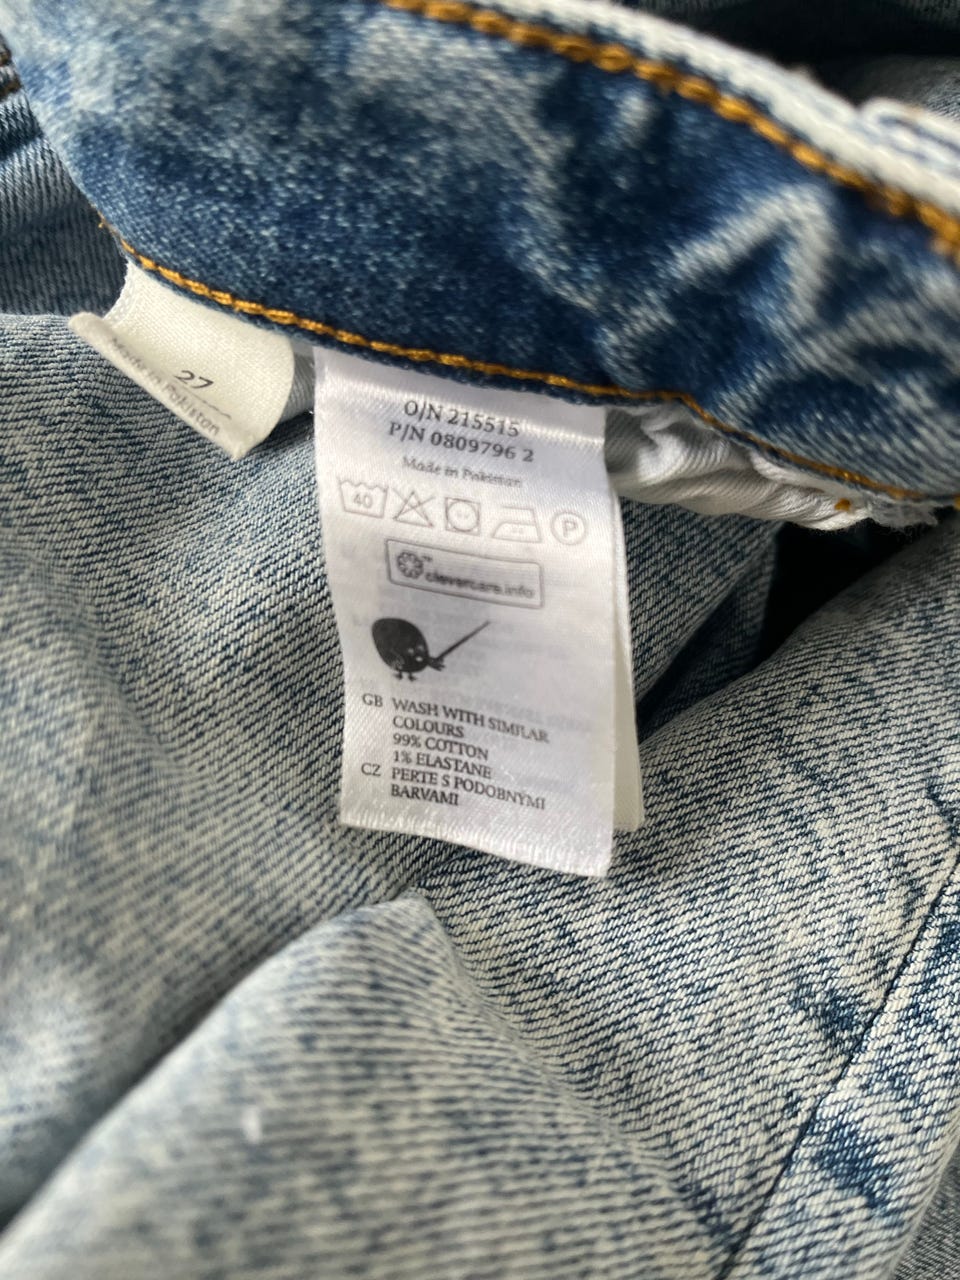 27
Made in Pakistan
O/N 215515
P/N 0809796 2
Made in Pakistan
40
P
clevercare.info
GB WASH WITH SIMILAR
COLOURS
99% COTTON
1% ELASTANE
CZ PERTE S PODOBNÝMI
BARVAMI